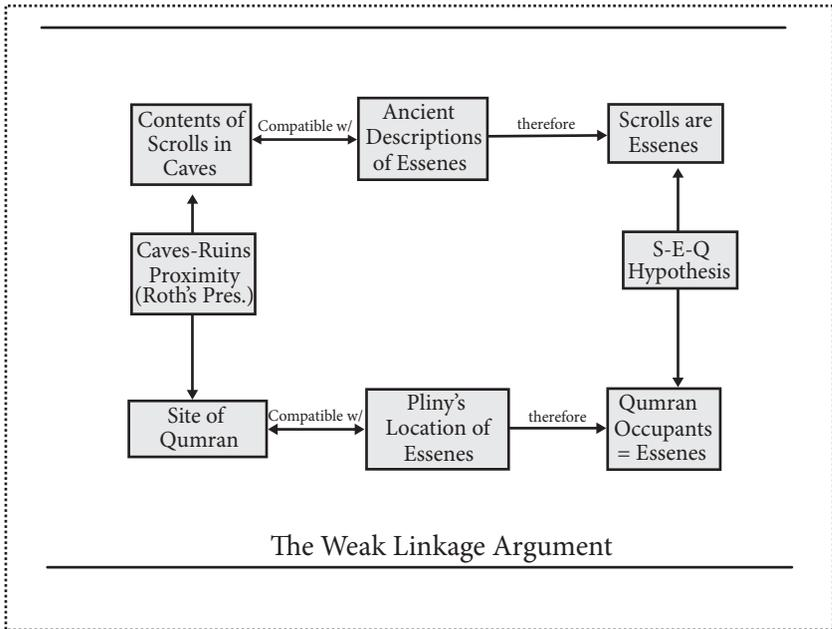 Contents of
Scrolls in
Caves
Compatible w/
Ancient
Descriptions
of Essenes
therefore
Scrolls are
Essenes
Caves-Ruins
Proximity
(Roth's Pres.)
S-E-Q
Hypothesis
Site of
Qumran
Compatible w/
Pliny's
Location of
Essenes
therefore
Qumran
Occupants
= Essenes
The Weak Linkage Argument